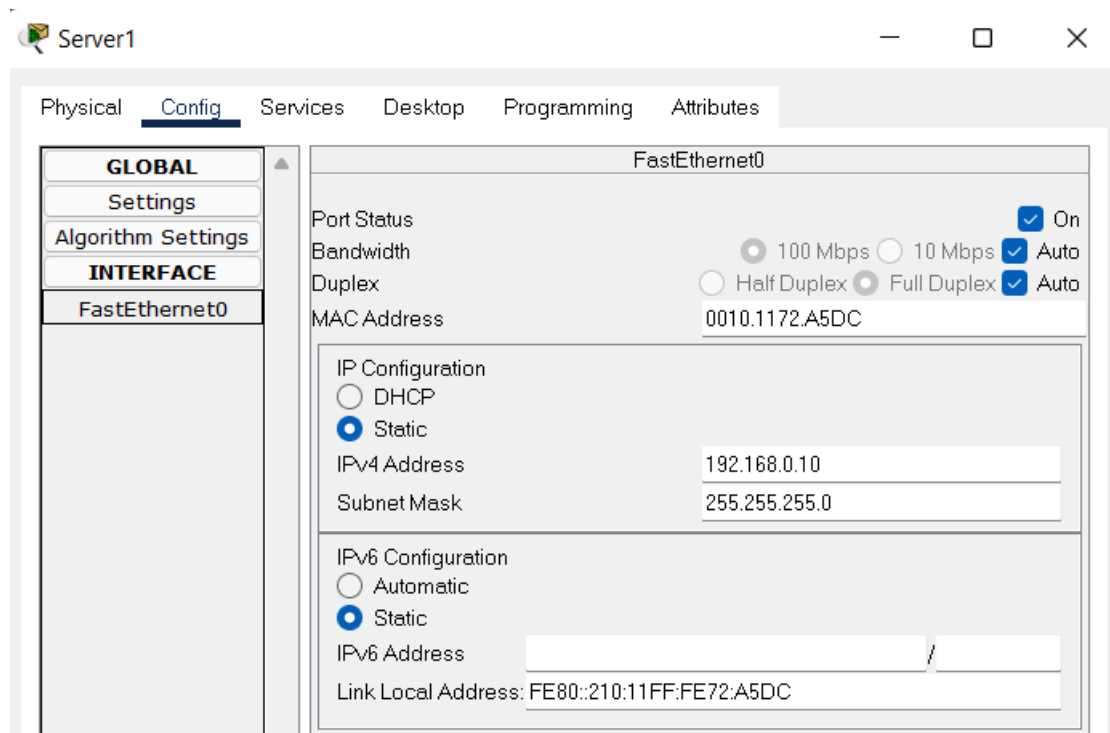 Server1
Physical Config Services Desktop Programming Attributes
GLOBAL
Settings
Algorithm Settings
INTERFACE
FastEthernet0
FastEthernet0
Port Status On
Bandwidth 100 Mbps 10 Mbps Auto
Duplex Half Duplex Full Duplex Auto
MAC Address 0010.1172.A5DC
IP Configuration
DHCP
Static
IPv4 Address 192.168.0.10
Subnet Mask 255.255.255.0
IPv6 Configuration
Automatic
Static
IPv6 Address /
Link Local Address: FE80::210:11FF:FE72:A5DC